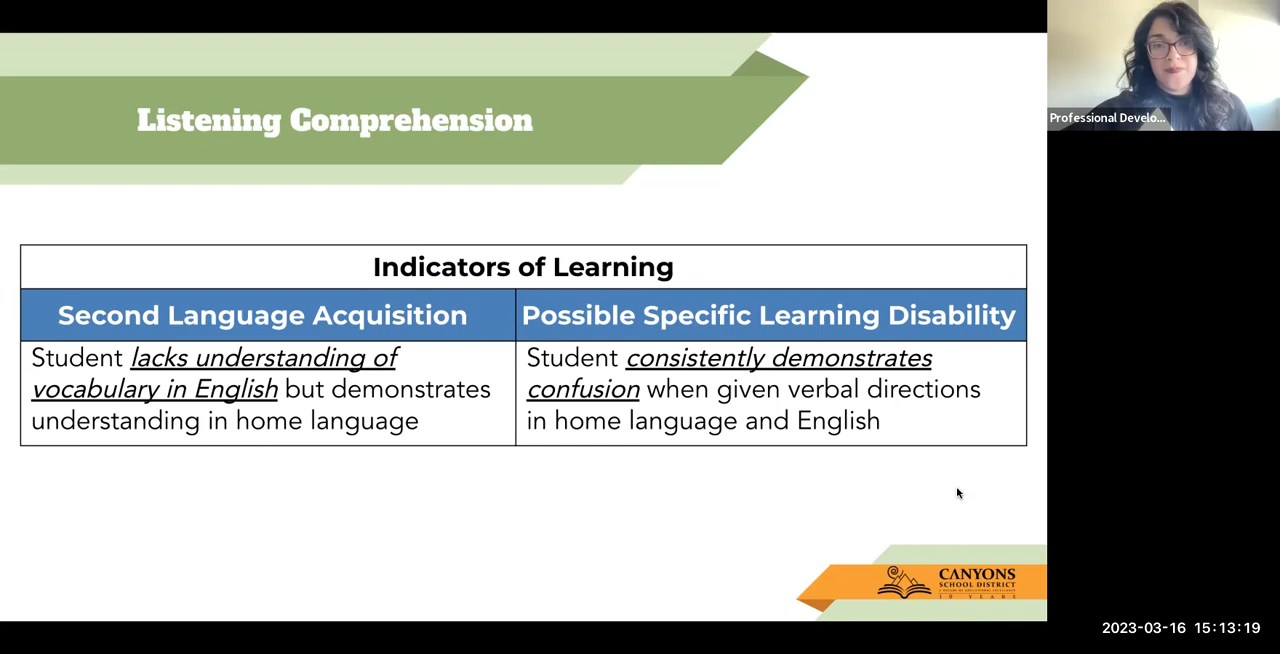 Listening Comprehension
Professional Develo...
Indicators of Learning
Second Language Acquisition
Possible Specific Learning Disability
Student lacks understanding of
vocabulary in English but demonstrates
understanding in home language
Student consistently demonstrates
confusion when given verbal directions
in home language and English
CANYONS
SCHOOL DISTRICT
10 YEARS
2023-03-16 15:13:19